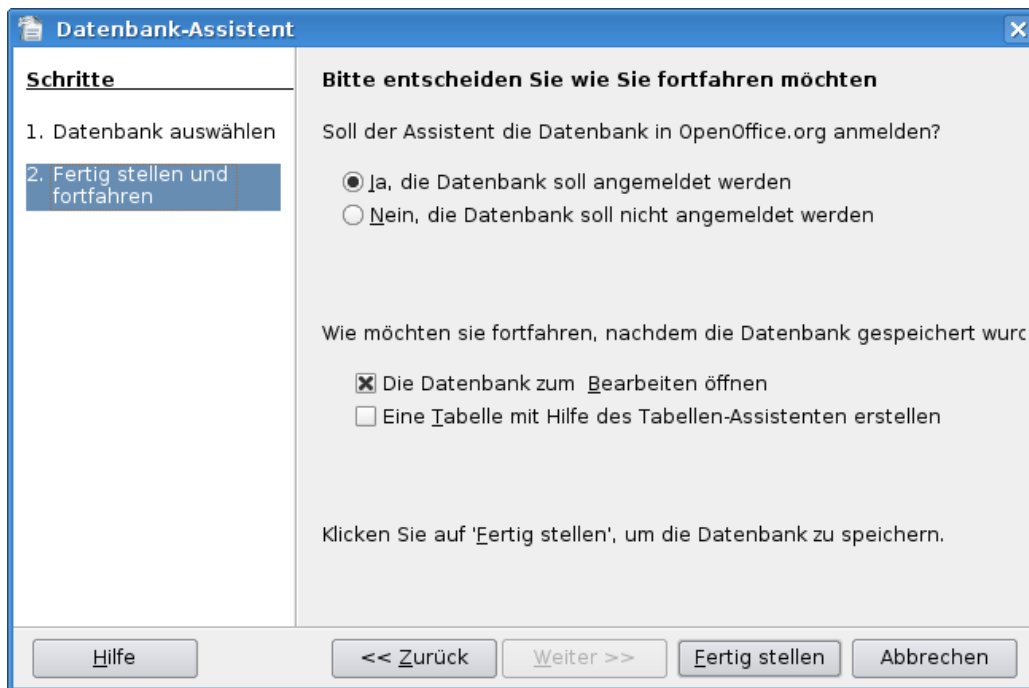 Datenbank-Assistent
Schritte
1. Datenbank auswählen
2. Fertig stellen und
fortfahren
Bitte entscheiden Sie wie Sie fortfahren möchten
Soll der Assistent die Datenbank in OpenOffice.org anmelden?
Ja, die Datenbank soll angemeldet werden
Nein, die Datenbank soll nicht angemeldet werden
Wie möchten sie fortfahren, nachdem die Datenbank gespeichert wurd
Die Datenbank zum  Bearbeiten öffnen
Eine Tabelle mit Hilfe des Tabellen-Assistenten erstellen
Klicken Sie auf 'Fertig stellen', um die Datenbank zu speichern.
Hilfe
<< Zurück
Weiter >>
Fertig stellen
Abbrechen